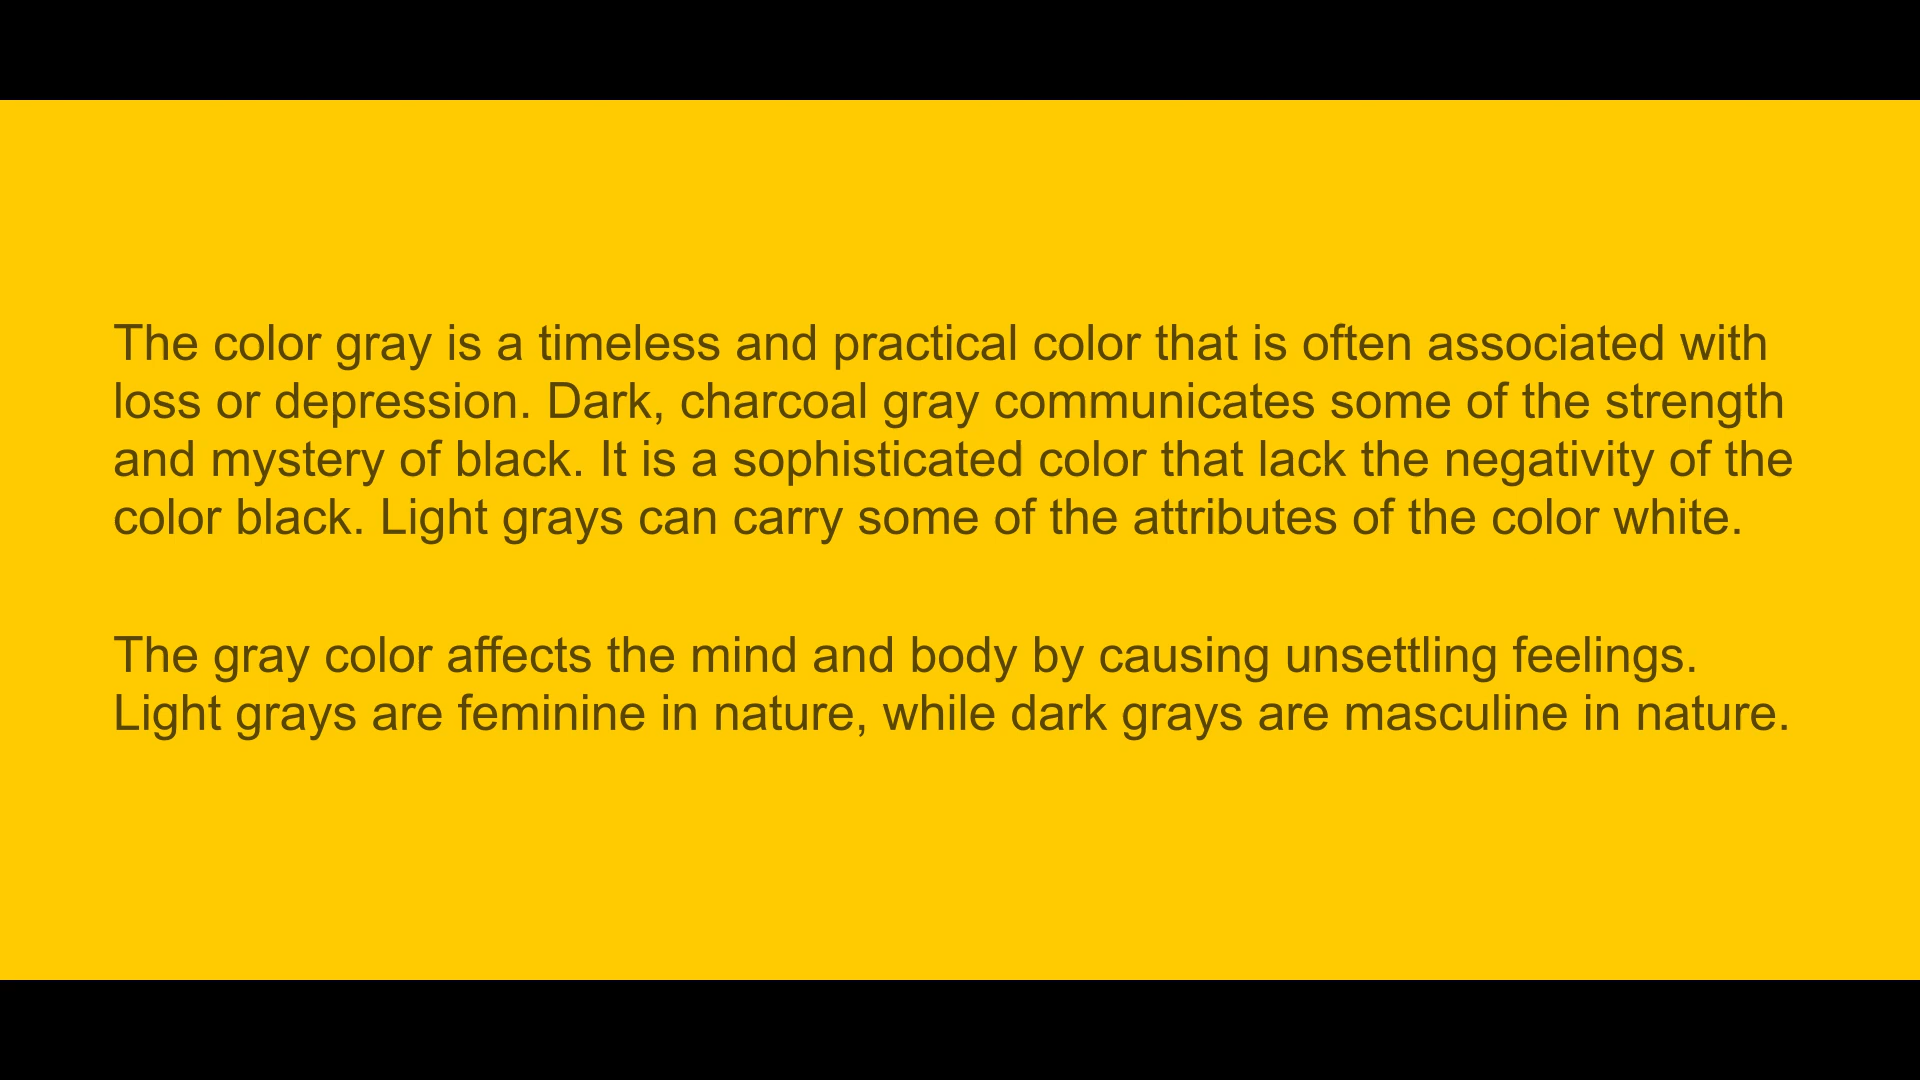 The color gray is a timeless and practical color that is often associated with
loss or depression. Dark, charcoal gray communicates some of the strength
and mystery of black. It is a sophisticated color that lack the negativity of the
color black. Light grays can carry some of the attributes of the color white.
The gray color affects the mind and body by causing unsettling feelings.
Light grays are feminine in nature, while dark grays are masculine in nature.